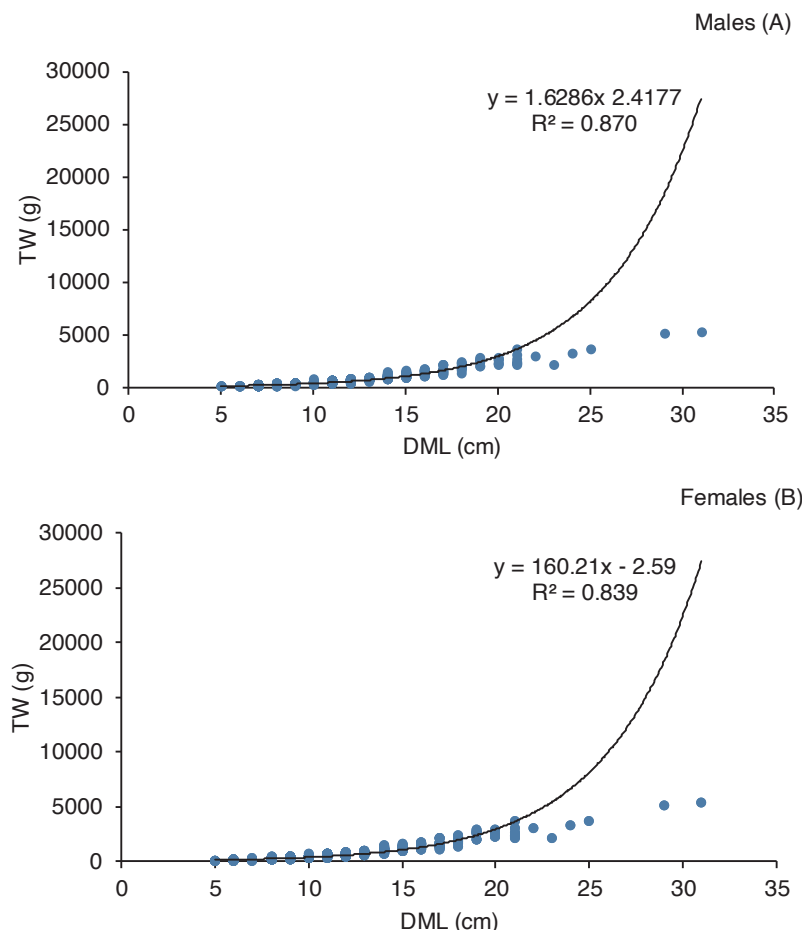 Males (A)
30000
25000
20000
15000
10000
5000
0
TW (g)
y = 1.6286x 2.4177
R² = 0.870
0 5 10 15 20 25 30 35
DML (cm)
Females (B)
30000
25000
20000
15000
10000
5000
0
TW (g)
y = 160.21x - 2.59
R² = 0.839
0 5 10 15 20 25 30 35
DML (cm)